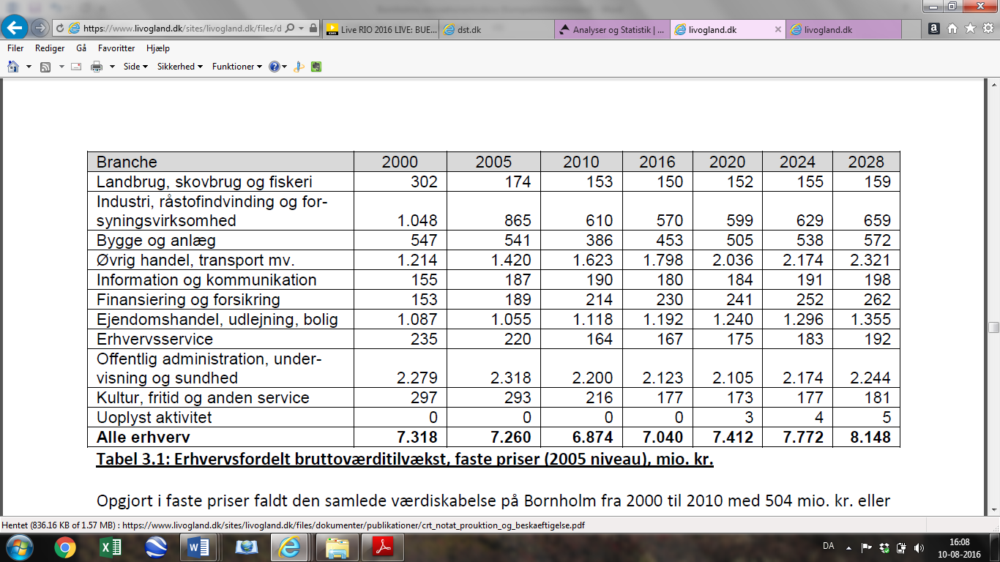 https://www.livogland.dk/sites/livogland.dk/files/d
Live RIO 2016 LIVE: BUE...
dst.dk
Analyser og Statistik | ...
livogland.dk
livogland.dk
Filer Rediger Gå Favoritter Hjælp
Side Sikkerhed Funktioner
Branche 2000 2005 2010 2016 2020 2024 2028
Landbrug, skovbrug og fiskeri 302 174 153 150 152 155 159
Industri, råstofindvinding og for-
syningsvirksomhed 1.048 865 610 570 599 629 659
Bygge og anlæg 547 541 386 453 505 538 572
Øvrig handel, transport mv. 1.214 1.420 1.623 1.798 2.036 2.174 2.321
Information og kommunikation 155 187 190 180 184 191 198
Finansiering og forsikring 153 189 214 230 241 252 262
Ejendomshandel, udlejning, bolig 1.087 1.055 1.118 1.192 1.240 1.296 1.355
Erhvervsservice 235 220 164 167 175 183 192
Offentlig administration, under-
visning og sundhed 2.279 2.318 2.200 2.123 2.105 2.174 2.244
Kultur, fritid og anden service 297 293 216 177 173 177 181
Uoplyst aktivitet 0 0 0 0 3 4 5
Alle erhverv 7.318 7.260 6.874 7.040 7.412 7.772 8.148
Tabel 3.1: Erhvervsfordelt bruttoværditilvækst, faste priser (2005 niveau), mio. kr.
Opgjort i faste priser faldt den samlede værdiskabelse på Bornholm fra 2000 til 2010 med 504 mio. kr. eller
Hentet (836.16 KB of 1.57 MB) : https://www.livogland.dk/sites/livogland.dk/files/dokumenter/publikationer/crt_notat_prouktion_og_beskaeftigelse.pdf
DA
16:08
10-08-2016